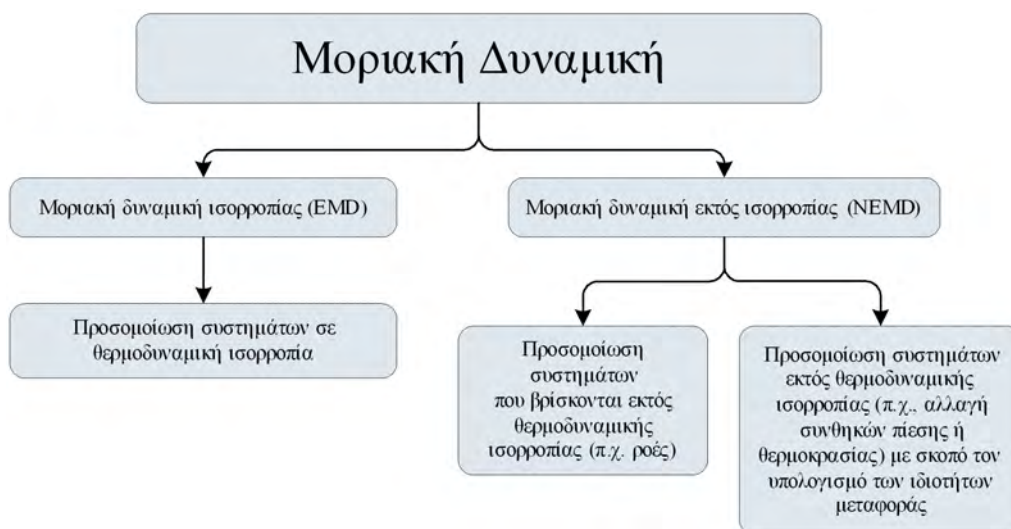 Μοριακή Δυναμική
Μοριακή δυναμική ισορροπίας (EMD)
Μοριακή δυναμική εκτός ισορροπίας (NEMD)
Προσομοίωση συστημάτων σε
θερμοδυναμική ισορροπία
Προσομοίωση
συστημάτων
που βρίσκονται εκτός
θερμοδυναμικής
ισορροπίας (π.χ. ροές)
Προσομοίωση συστημάτων
εκτός θερμοδυναμικής
ισορροπίας (π.χ., αλλαγή
συνθηκών πίεσης ή
θερμοκρασίας) με σκοπό τον
υπολογισμό των ιδιοτήτων
μεταφοράς